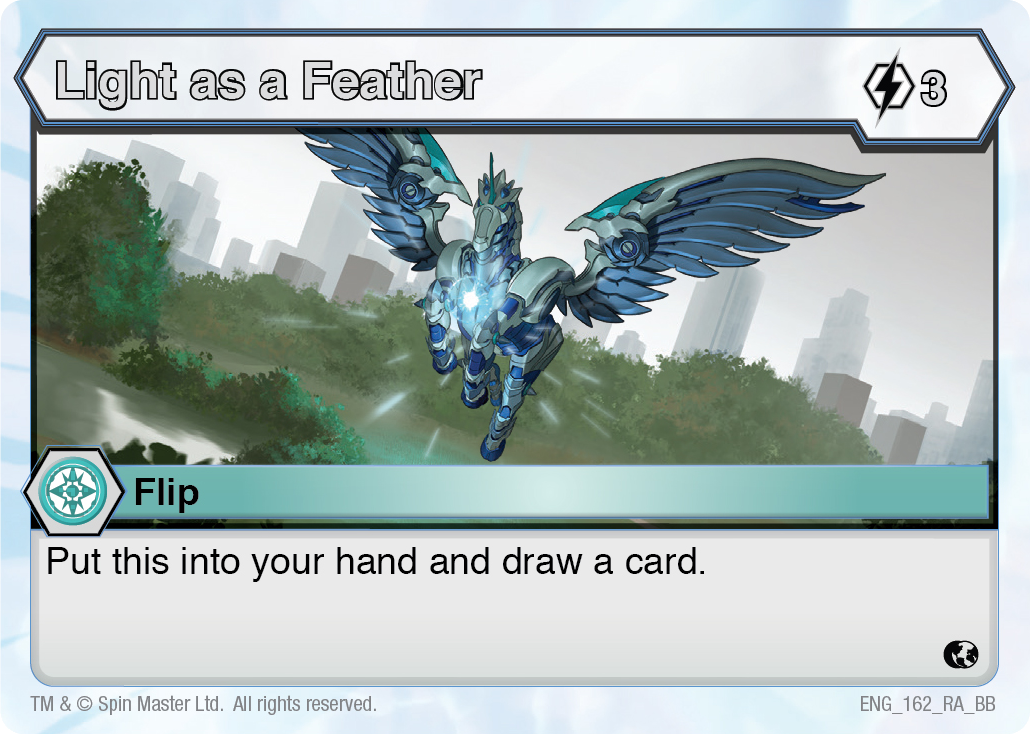 Light as a Feather
3
Flip
Put this into your hand and draw a card.
TM & © Spin Master Ltd. All rights reserved.
ENG_162_RA_BB